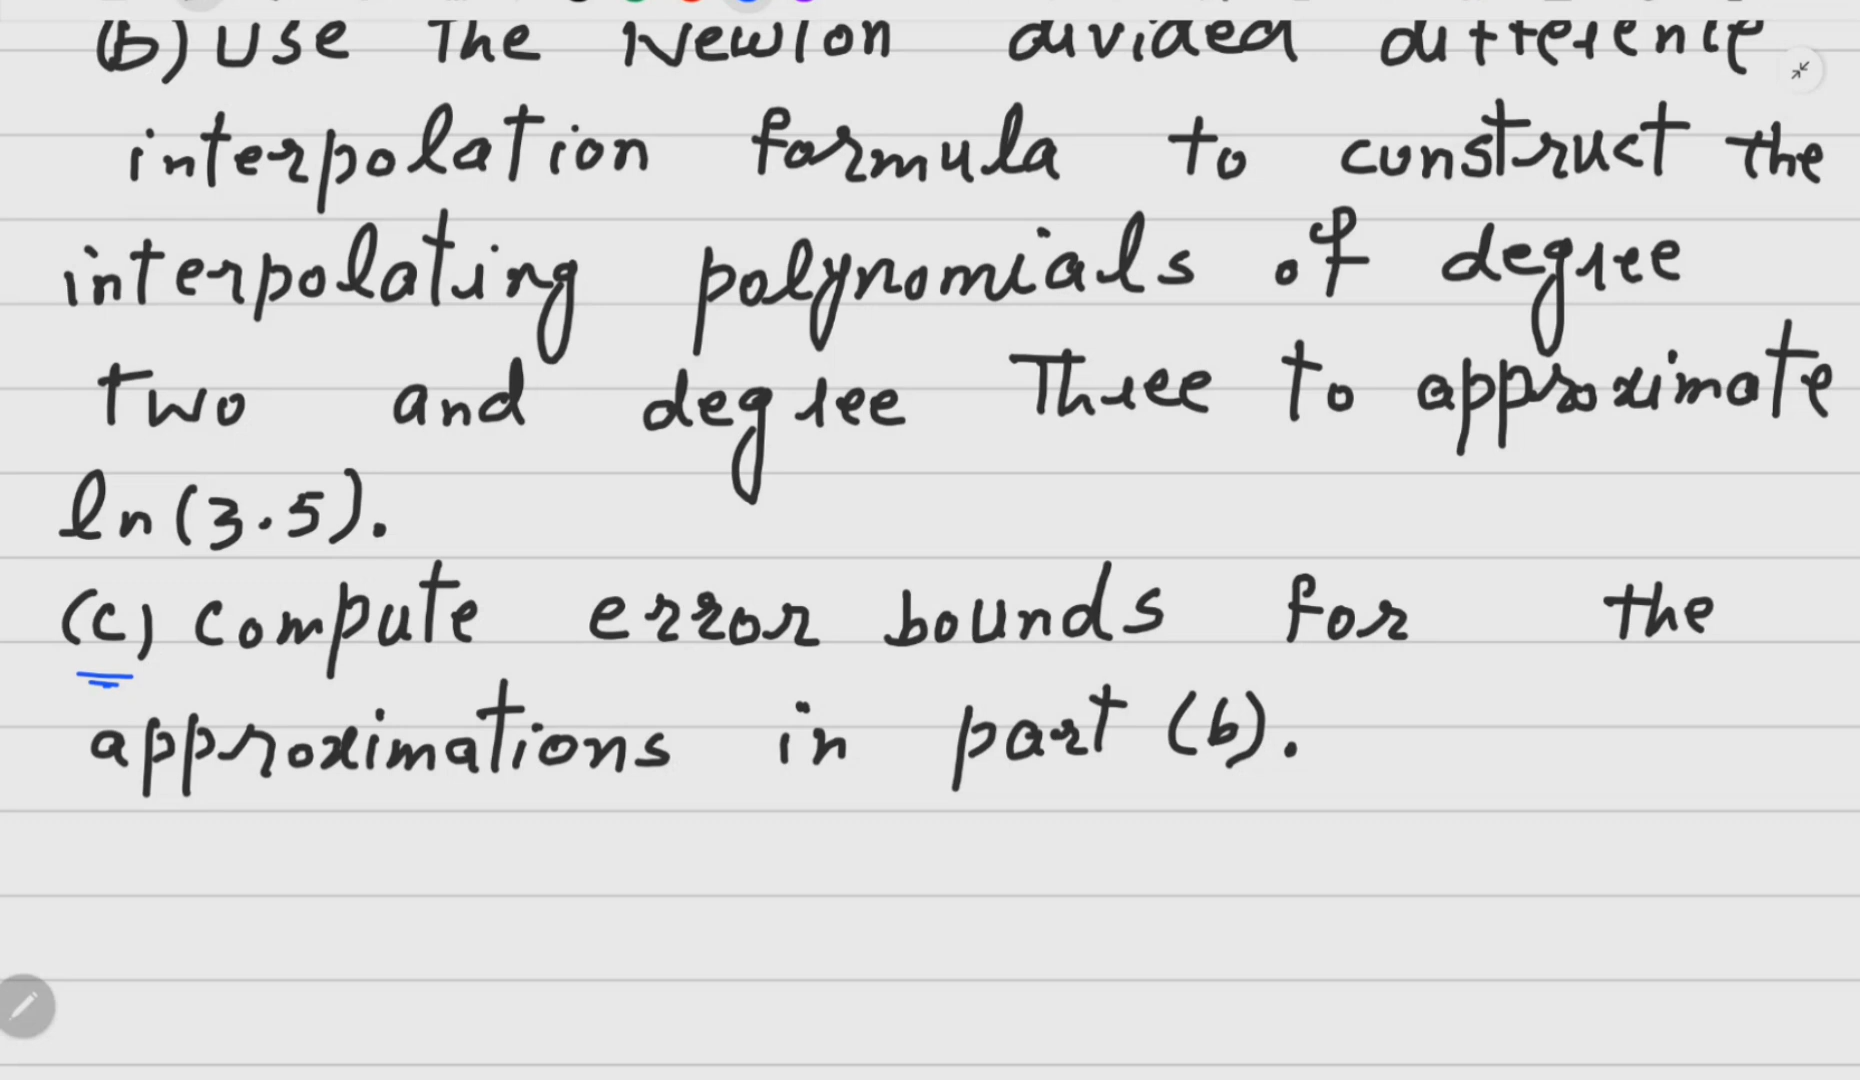 (b) Use The Newton divided difference
interpolation formula to construct the
interpolating polynomials of degree
two and degree Three to approximate
ln(3.5).
(c) compute error bounds for the
approximations in part (b).